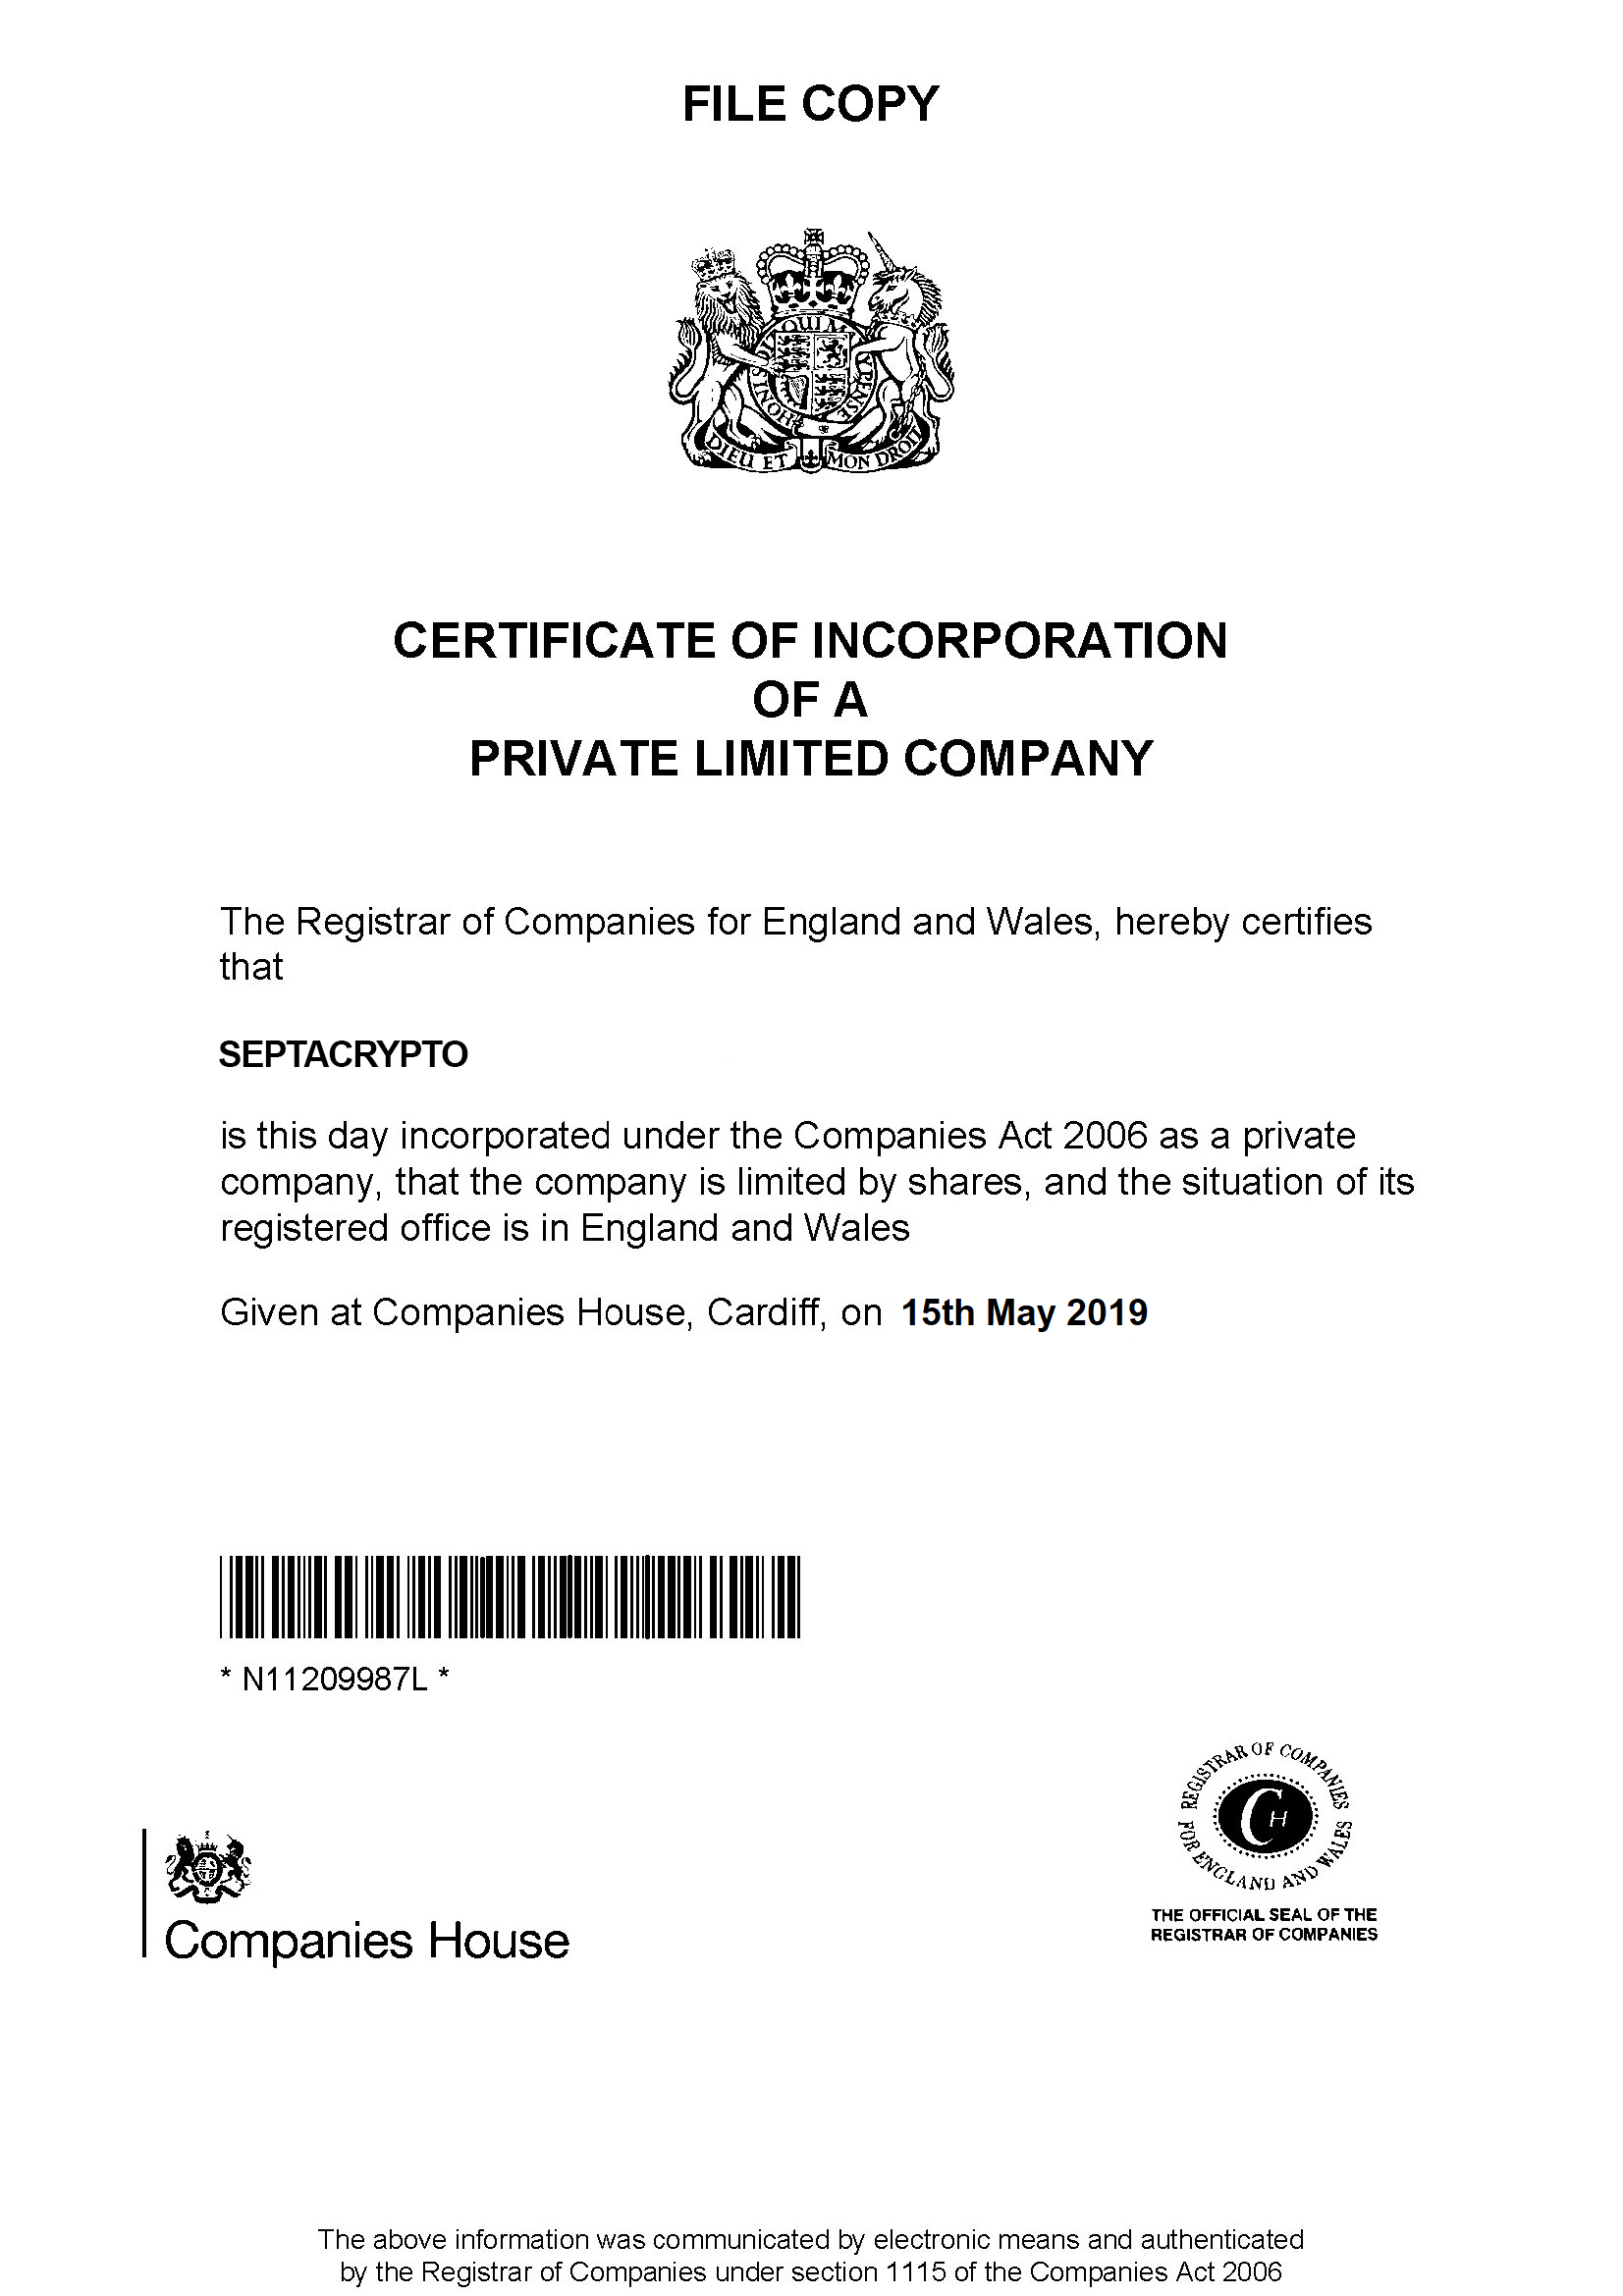 FILE COPY
HONI S
QUI M
Y PENSE
DIEU ET MON DROIT
CERTIFICATE OF INCORPORATION
OF A
PRIVATE LIMITED COMPANY
The Registrar of Companies for England and Wales, hereby certifies
that
SEPTACRYPTO
is this day incorporated under the Companies Act 2006 as a private
company, that the company is limited by shares, and the situation of its
registered office is in England and Wales
Given at Companies House, Cardiff, on 15th May 2019
* N11209987L *
REGISTRAR OF COMPANIES
FOR ENGLAND AND WALES
CH
THE OFFICIAL SEAL OF THE
REGISTRAR OF COMPANIES
Companies House
The above information was communicated by electronic means and authenticated
by the Registrar of Companies under section 1115 of the Companies Act 2006